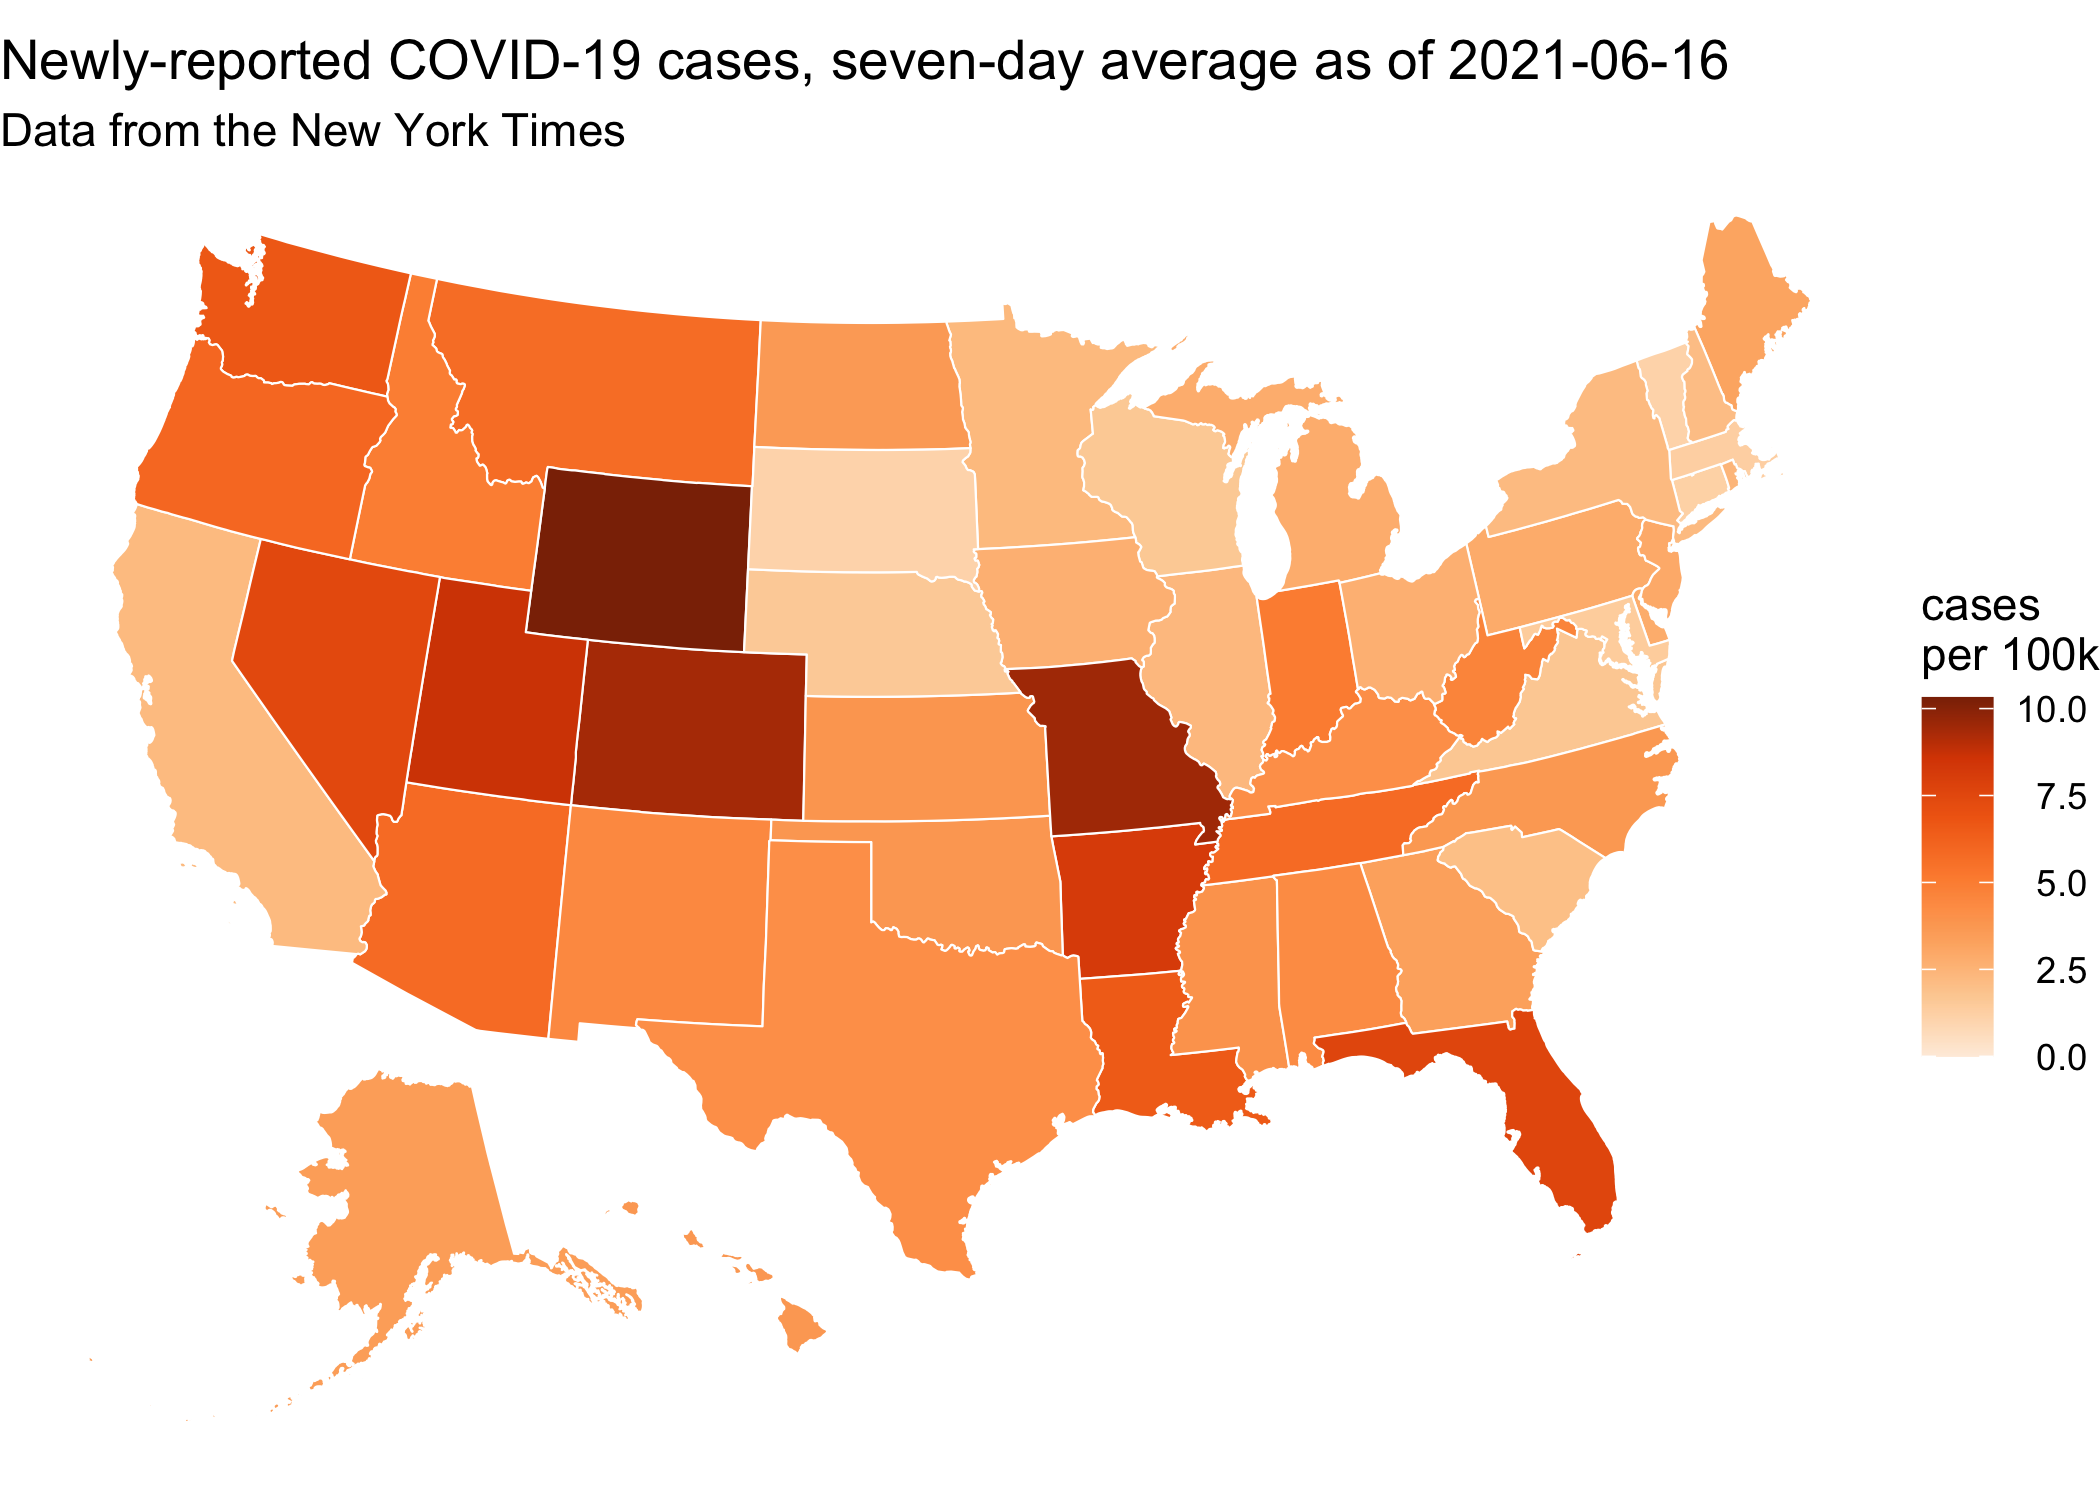 Newly-reported COVID-19 cases, seven-day average as of 2021-06-16
Data from the New York Times
cases
per 100k
10.0
7.5
5.0
2.5
0.0